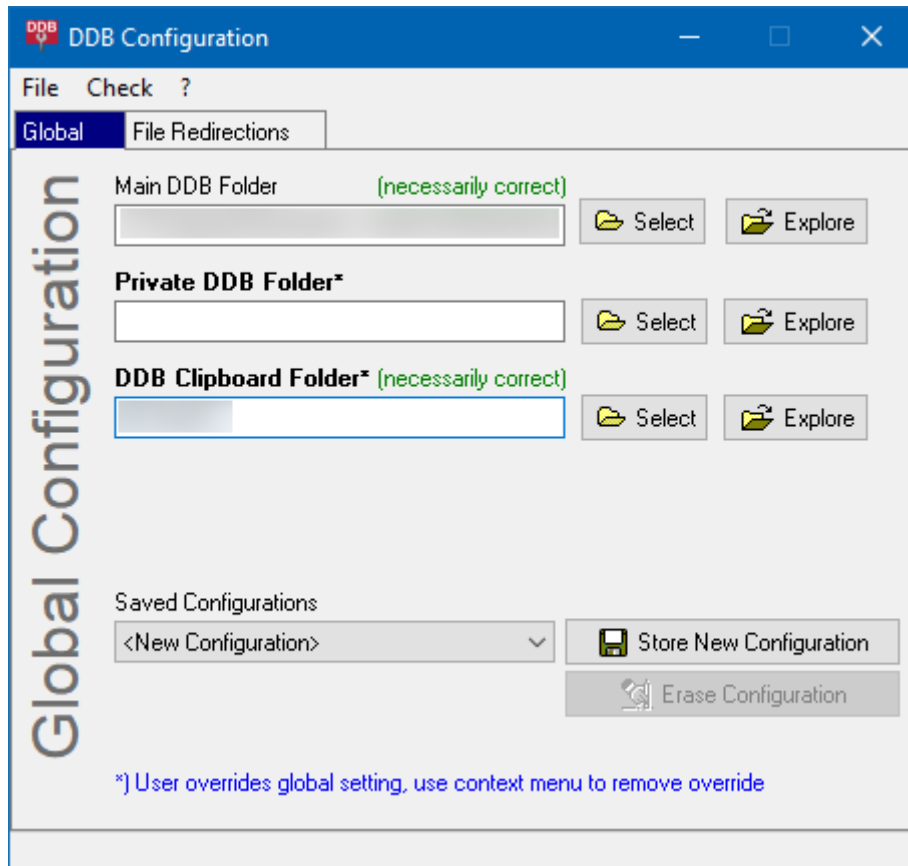 DDB
DDB Configuration
File Check ?
Global File Redirections
Global Configuration
Main DDB Folder (necessarily correct)
Select Explore
Private DDB Folder*
Select Explore
DDB Clipboard Folder* (necessarily correct)
Select Explore
Saved Configurations
<New Configuration> Store New Configuration
Erase Configuration
*) User overrides global setting, use context menu to remove override